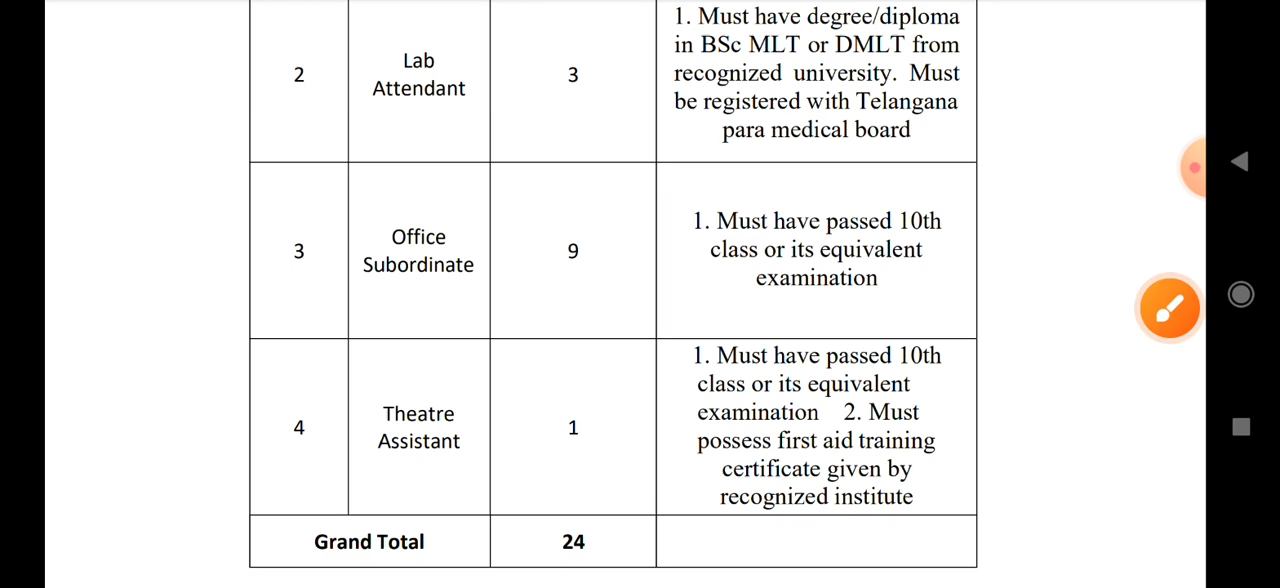 1. Must have degree/diploma
in BSc MLT or DMLT from
recognized university. Must
be registered with Telangana
para medical board
2
Lab
Attendant
3
3
Office
Subordinate
9
1. Must have passed 10th
class or its equivalent
examination
4
Theatre
Assistant
1
1. Must have passed 10th
class or its equivalent
examination 2. Must
possess first aid training
certificate given by
recognized institute
Grand Total
24